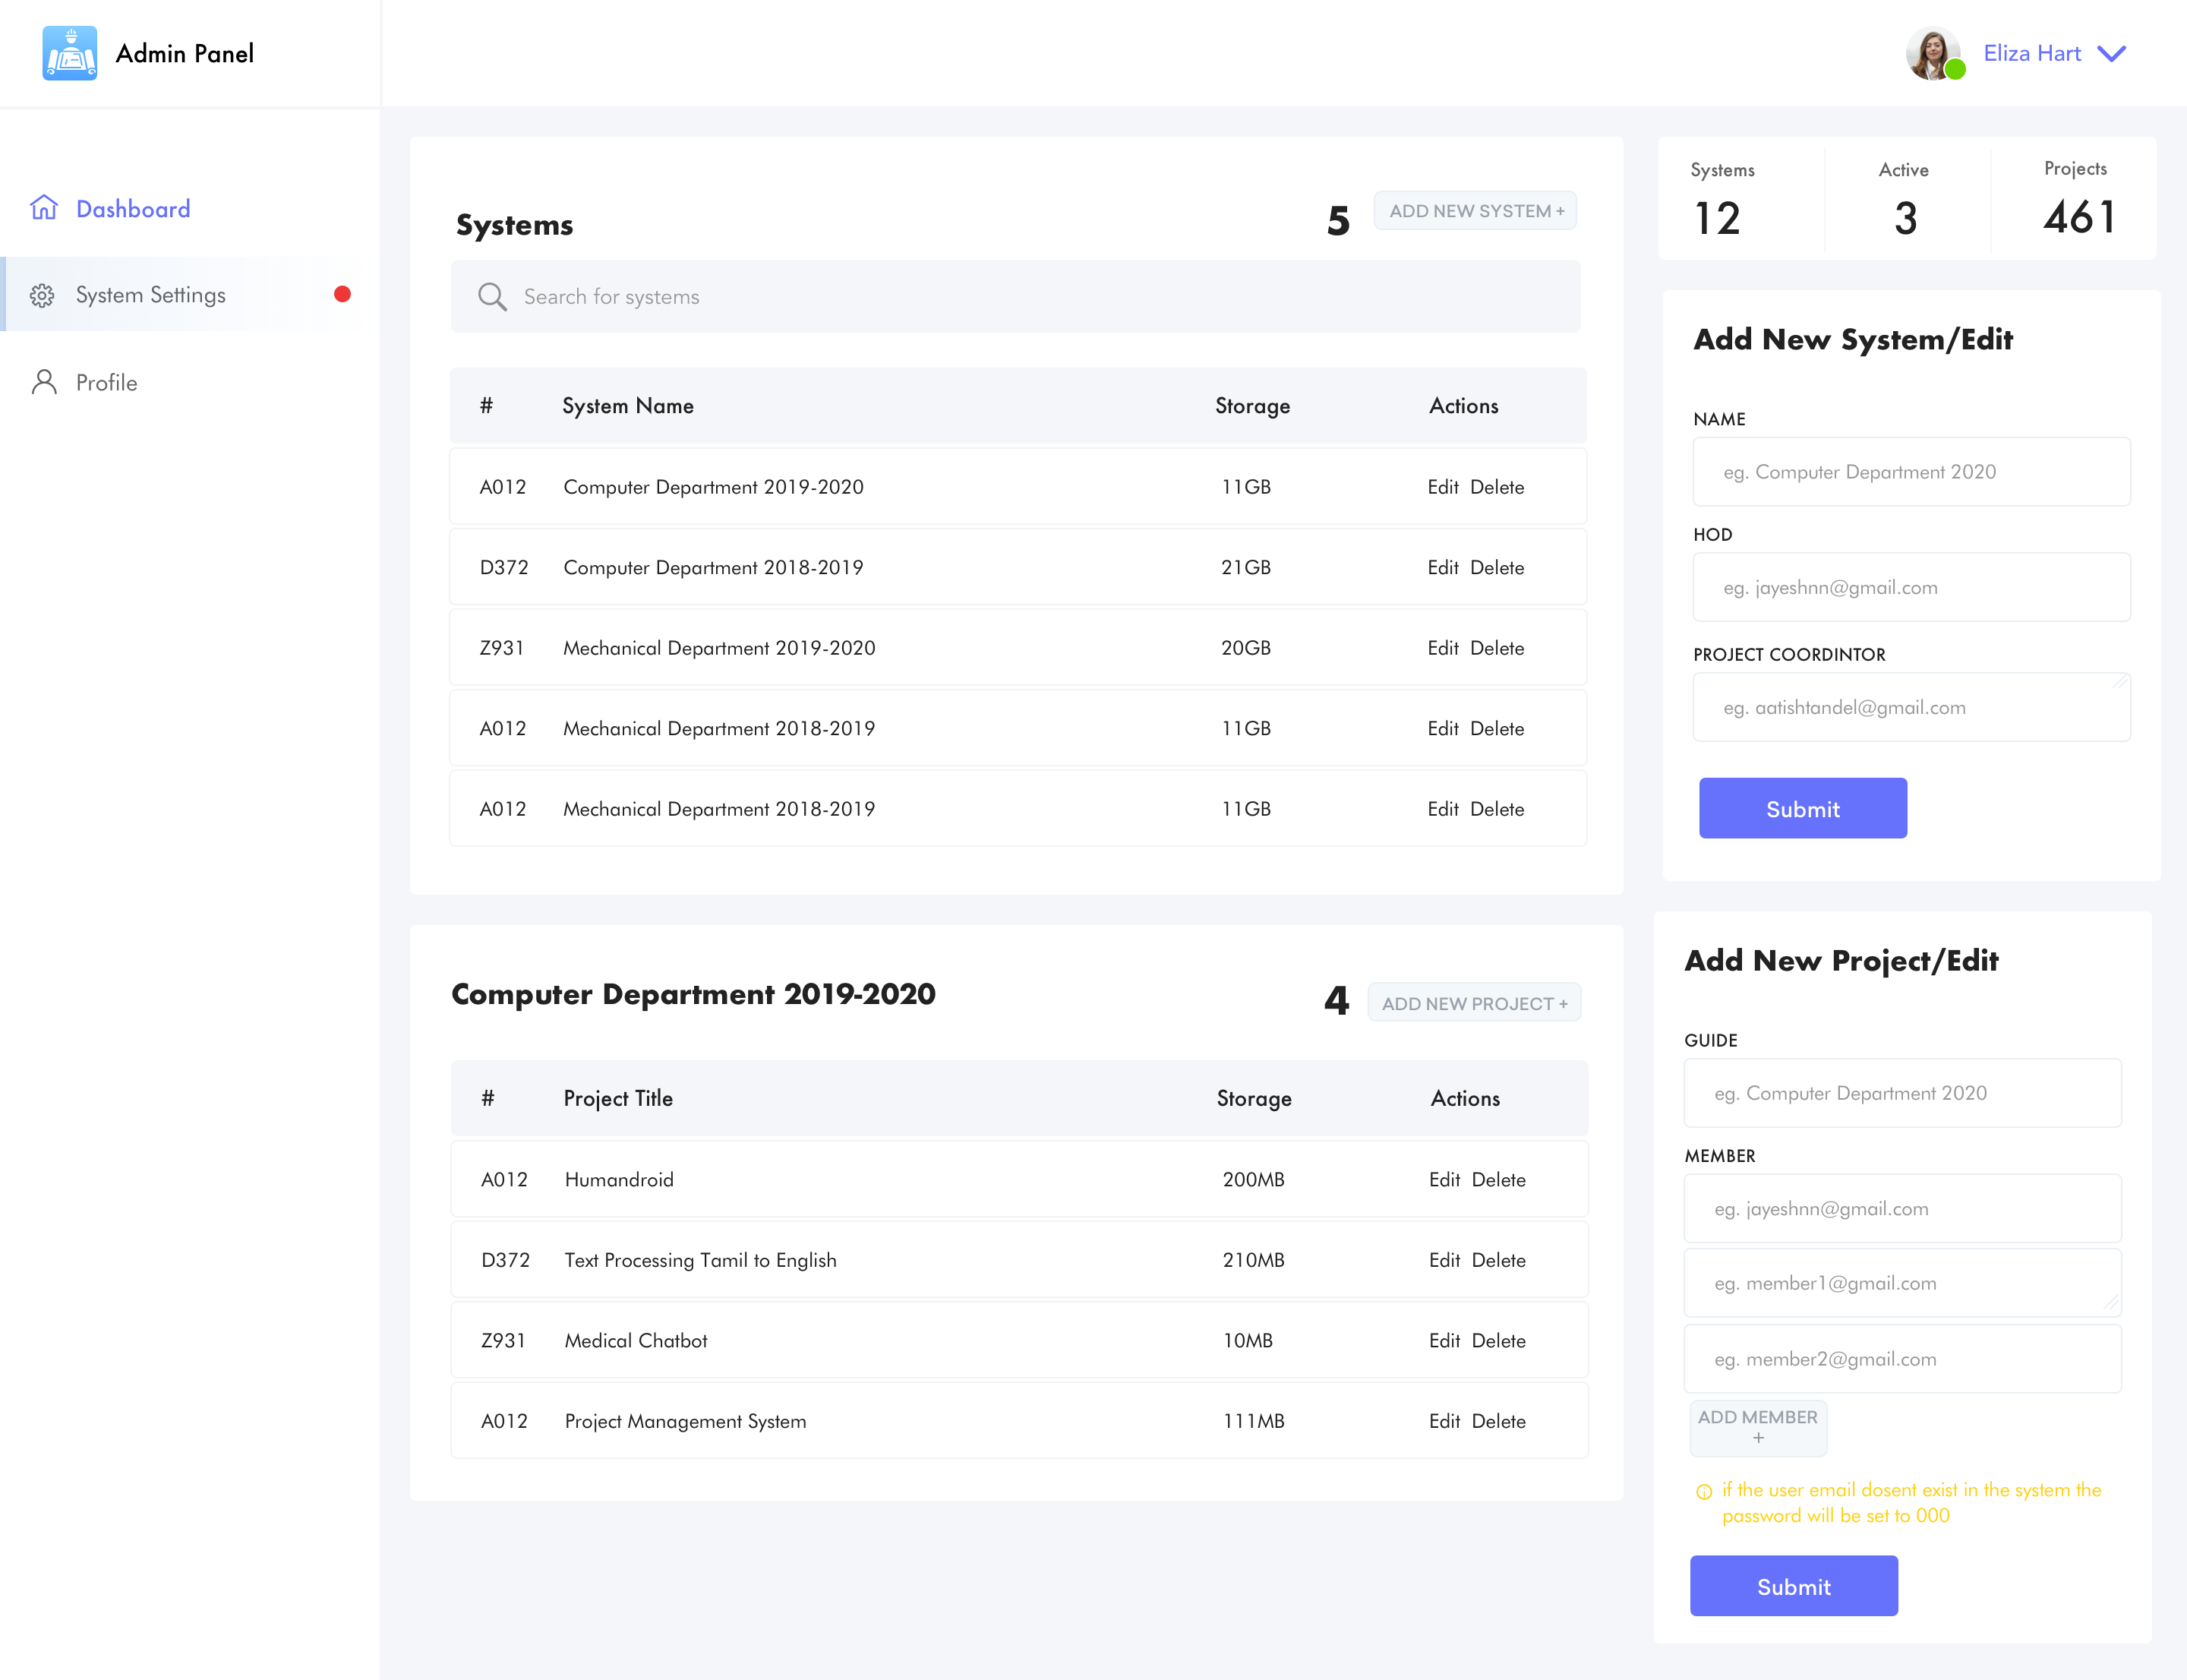 Admin Panel
Eliza Hart
Dashboard
System Settings
Profile
Systems
5
ADD NEW SYSTEM +
Search for systems
# System Name Storage Actions
A012 Computer Department 2019-2020 11GB Edit Delete
D372 Computer Department 2018-2019 21GB Edit Delete
Z931 Mechanical Department 2019-2020 20GB Edit Delete
A012 Mechanical Department 2018-2019 11GB Edit Delete
A012 Mechanical Department 2018-2019 11GB Edit Delete
Computer Department 2019-2020
4
ADD NEW PROJECT +
# Project Title Storage Actions
A012 Humandroid 200MB Edit Delete
D372 Text Processing Tamil to English 210MB Edit Delete
Z931 Medical Chatbot 10MB Edit Delete
A012 Project Management System 111MB Edit Delete
Systems Active Projects
12 3 461
Add New System/Edit
NAME
eg. Computer Department 2020
HOD
eg. jayeshnn@gmail.com
PROJECT COORDINTOR
eg. aatishtandel@gmail.com
Submit
Add New Project/Edit
GUIDE
eg. Computer Department 2020
MEMBER
eg. jayeshnn@gmail.com
eg. member1@gmail.com
eg. member2@gmail.com
ADD MEMBER
+
if the user email dosent exist in the system the
password will be set to 000
Submit